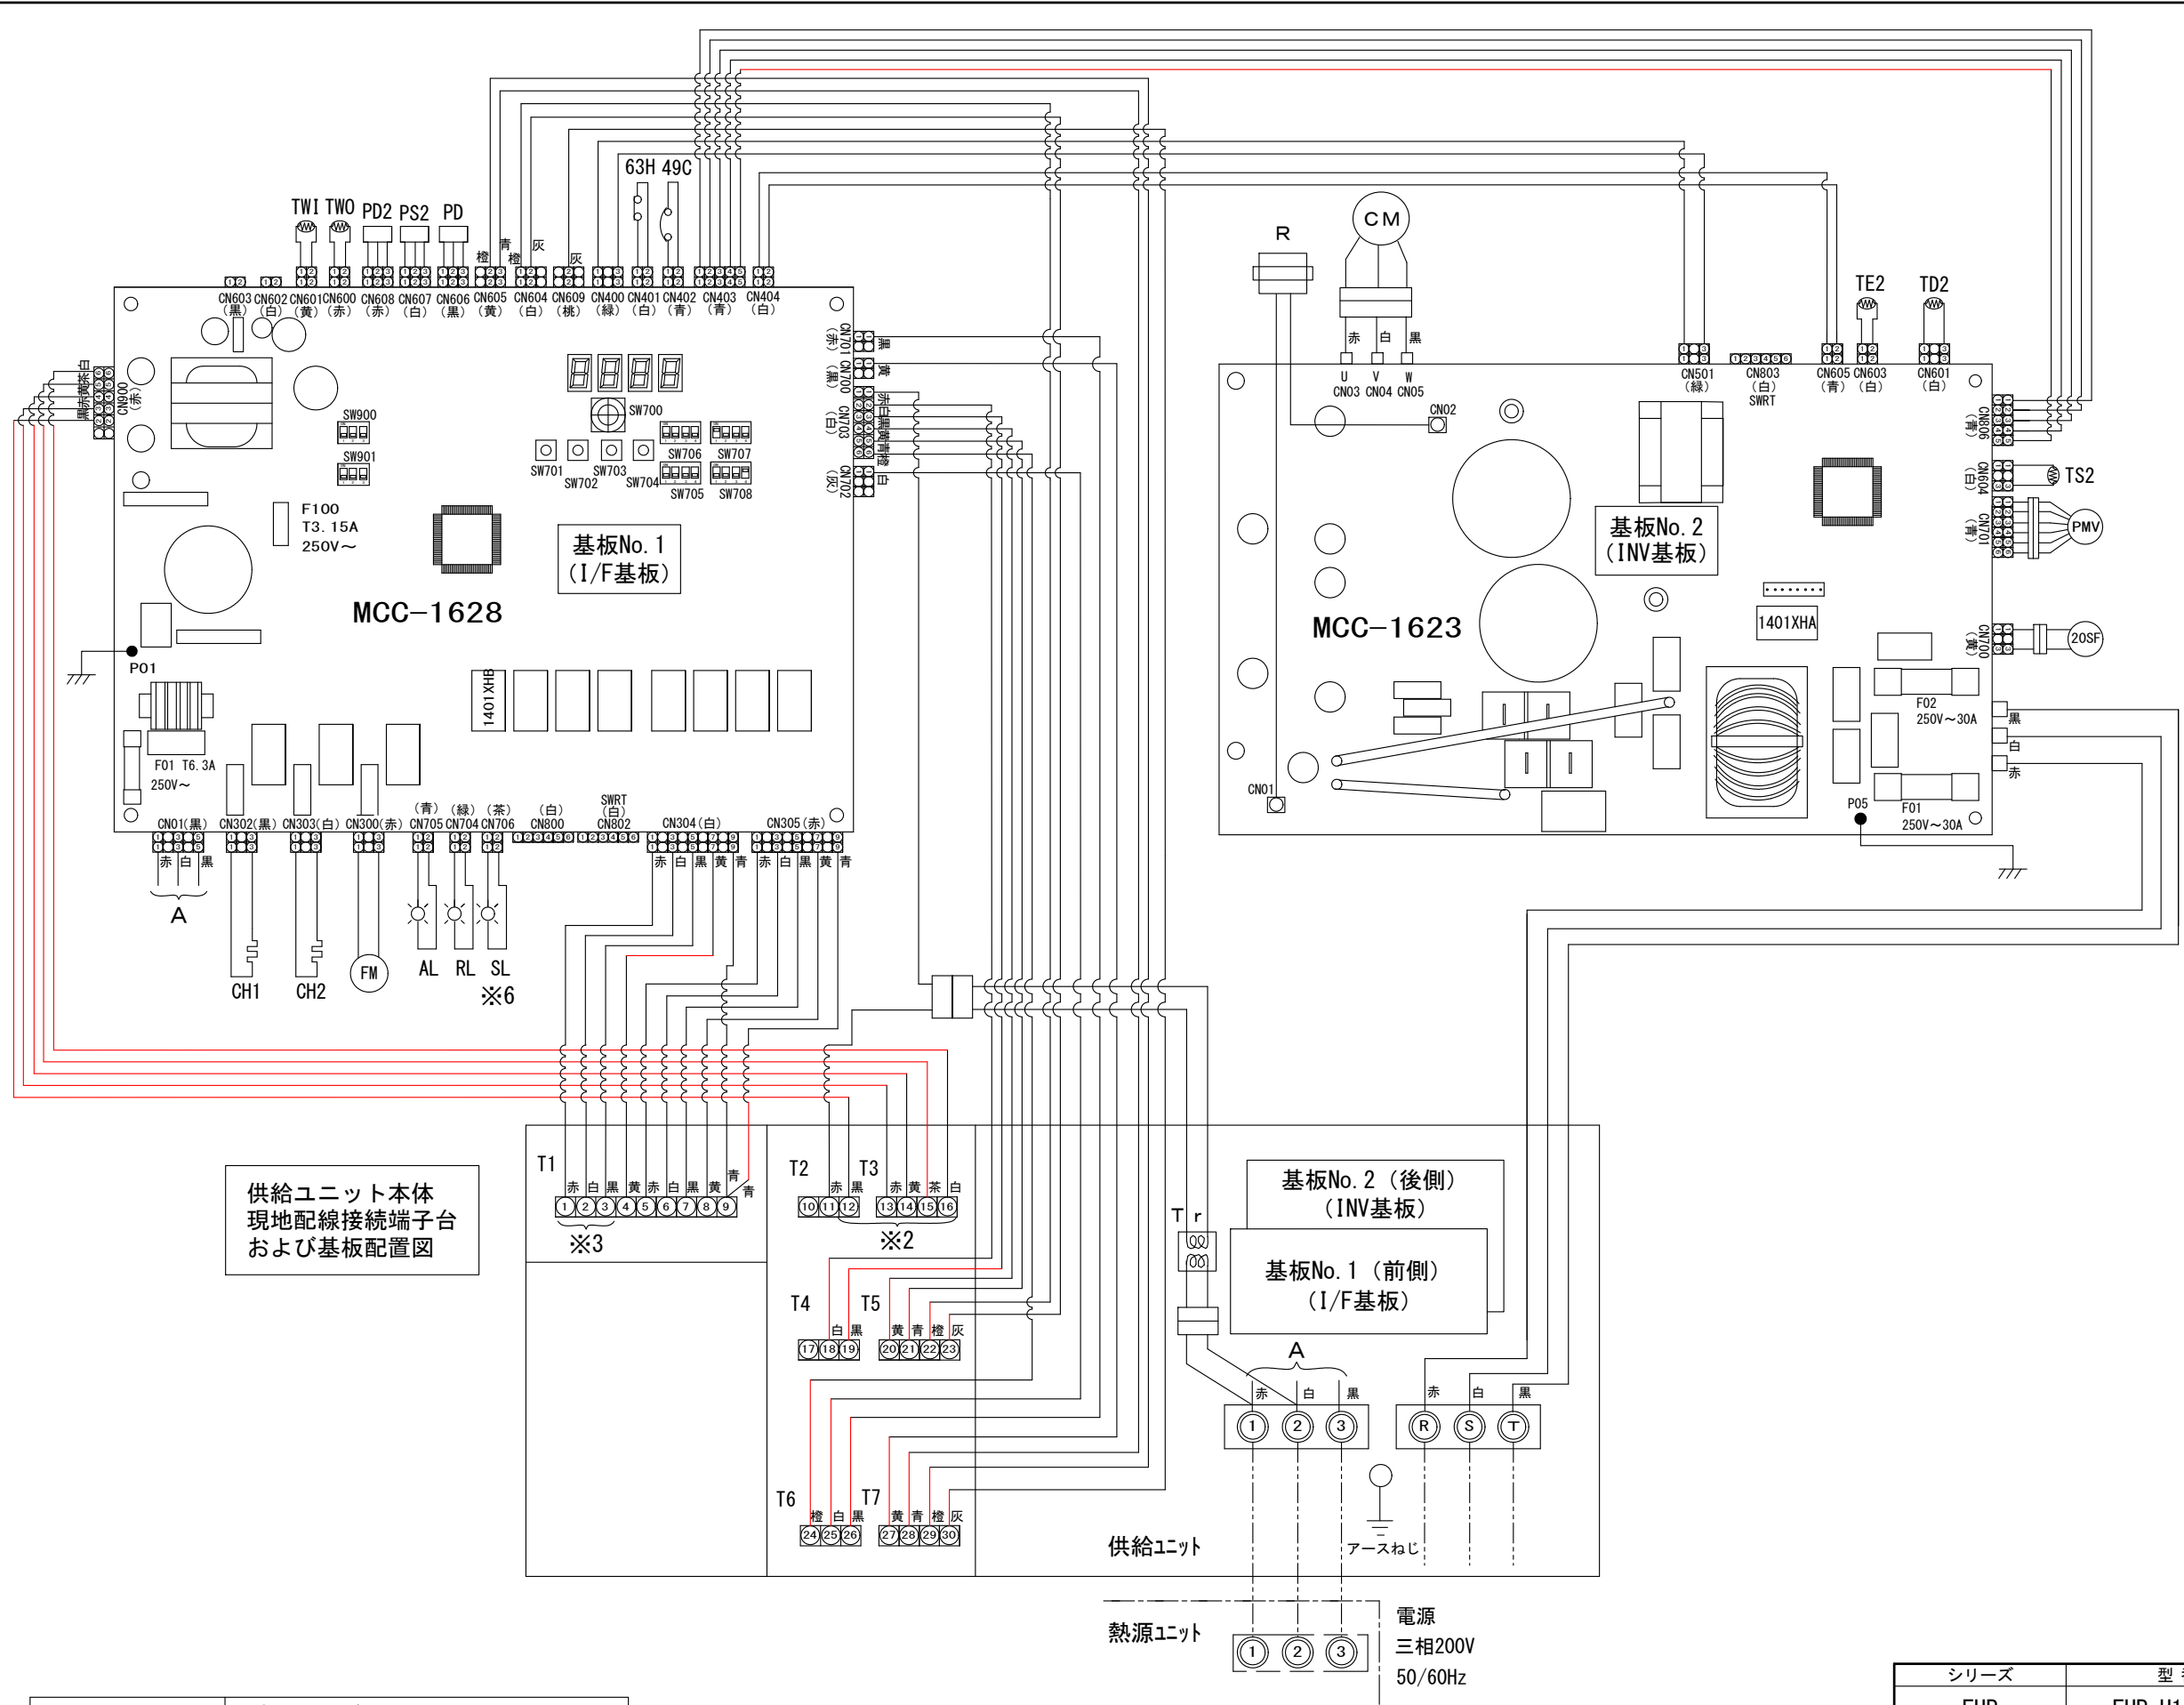 63H 49C
TWI TWO PD2 PS2 PD
橙 青 橙 灰 灰
CN603 CN602 CN601 CN600 CN608 CN607 CN606 CN605 CN604 CN609 CN400 CN401 CN402 CN403 CN404
(黒) (白) (黄) (赤) (赤) (白) (黒) (黄) (白) (桃) (緑) (白) (青) (青) (白)
CN701 (赤) 黒
CN700 (黒) 黄
CN703 (白) 赤白黒黄青橙
CN702 (灰) 白
CN900 (赤)
白茶黄赤黒
SW900
SW901
SW700
SW701 SW702 SW703 SW704
SW706 SW707
SW705 SW708
F100
T3.15A
250V~
基板No.1
(I/F基板)
MCC-1628
P01
1401XHB
F01 T6.3A
250V~
(青) (緑) (茶) (白) SWRT (白)
CN01(黒) CN302(黒) CN303(白) CN300(赤) CN705 CN704 CN706 CN800 CN802 CN304(白) CN305(赤)
赤 白 黒
赤 白 黒 黄 青 赤 白 黒 黄 青
A
CH1 CH2 FM AL RL SL
※6
R
CM
赤 白 黒
U V W
CN03 CN04 CN05
CN02
CN501 (緑)
CN803 (白) SWRT
CN605 (青)
CN603 (白)
CN601 (白)
TE2 TD2
CN806 (青)
CN604 (白) TS2
CN701 (青) PMV
CN700 (黄) 20SF
基板No.2
(INV基板)
MCC-1623
1401XHA
F02
250V~30A
黒
白
赤
P05
F01
250V~30A
CN01
供給ユニット本体
現地配線接続端子台
および基板配置図
T1
赤 白 黒 黄 赤 白 黒 黄 青 青
1 2 3 4 5 6 7 8 9
※3
T2 T3
赤 黒 赤 黄 茶 白
10 11 12 13 14 15 16
※2
T4 T5
白 黒 黄 青 橙 灰
17 18 19 20 21 22 23
T6 T7
橙 白 黒 黄 青 橙 灰
24 25 26 27 28 29 30
Tr
基板No.2 (後側)
(INV基板)
基板No.1 (前側)
(I/F基板)
A
赤 白 黒 赤 白 黒
1 2 3 R S T
アースねじ
供給ユニット
熱源ユニット
1 2 3
電源
三相200V
50/60Hz
シリーズ